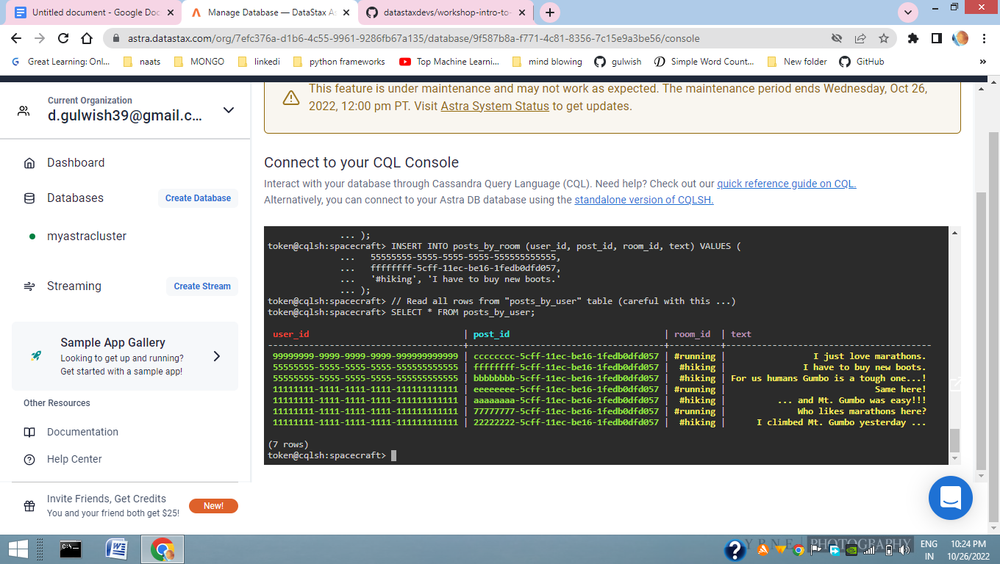 Untitled document - Google Doc
Manage Database — DataStax As
datastaxdevs/workshop-intro-to-
astra.datastax.com/org/7efc376a-d1b6-4c55-9961-9286fb67a135/database/9f587b8a-f771-4c81-8356-7c15e9a3be56/console
Great Learning: Onl...
naats
MONGO
linkedi
python frameworks
Top Machine Learni...
mind blowing
gulwish
Simple Word Count...
New folder
GitHub
»
Current Organization
d.gulwish39@gmail.c...
Dashboard
Databases
Create Database
myastracluster
Streaming
Create Stream
Sample App Gallery
Looking to get up and running?
Get started with a sample app!
Other Resources
Documentation
Help Center
Invite Friends, Get Credits
You and your friend both get $25!
New!
This feature is under maintenance and may not work as expected. The maintenance period ends Wednesday, Oct 26,
2022, 12:00 pm PT. Visit Astra System Status to get updates.
Connect to your CQL Console
Interact with your database through Cassandra Query Language (CQL). Need help? Check out our quick reference guide on CQL.
Alternatively, you can connect to your Astra DB database using the standalone version of CQLSH.
... );
token@cqlsh:spacecraft> INSERT INTO posts_by_room (user_id, post_id, room_id, text) VALUES (
... 55555555-5555-5555-5555-555555555555,
... ffffffff-5cff-11ec-be16-1fedb0dfd057,
... '#hiking', 'I have to buy new boots.'
... );
token@cqlsh:spacecraft> // Read all rows from "posts_by_user" table (careful with this ...)
token@cqlsh:spacecraft> SELECT * FROM posts_by_user;
user_id | post_id | room_id | text
--------------------------------------+--------------------------------------+----------+----------------------------------------
99999999-9999-9999-9999-999999999999 | cccccccc-5cff-11ec-be16-1fedb0dfd057 | #running | I just love marathons.
55555555-5555-5555-5555-555555555555 | ffffffff-5cff-11ec-be16-1fedb0dfd057 | #hiking | I have to buy new boots.
55555555-5555-5555-5555-555555555555 | bbbbbbbb-5cff-11ec-be16-1fedb0dfd057 | #hiking | For us humans Gumbo is a tough one...!
11111111-1111-1111-1111-111111111111 | eeeeeeee-5cff-11ec-be16-1fedb0dfd057 | #running | Same here!
11111111-1111-1111-1111-111111111111 | aaaaaaaa-5cff-11ec-be16-1fedb0dfd057 | #hiking | ... and Mt. Gumbo was easy!!!
11111111-1111-1111-1111-111111111111 | 77777777-5cff-11ec-be16-1fedb0dfd057 | #running | Who likes marathons here?
11111111-1111-1111-1111-111111111111 | 22222222-5cff-11ec-be16-1fedb0dfd057 | #hiking | I climbed Mt. Gumbo yesterday ...
(7 rows)
token@cqlsh:spacecraft>
PHOTOGRAPHY
ENG
IN
10:24 PM
10/26/2022